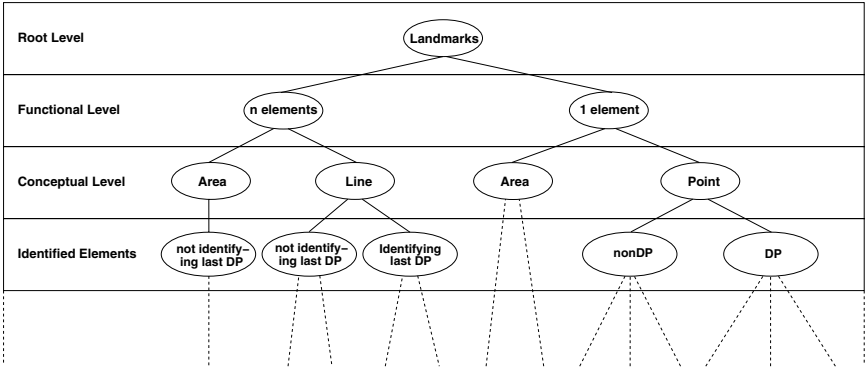 Root Level
Landmarks
Functional Level
n elements
1 element
Conceptual Level
Area
Line
Area
Point
Identified Elements
not identify-
ing last DP
not identify-
ing last DP
Identifying
last DP
nonDP
DP